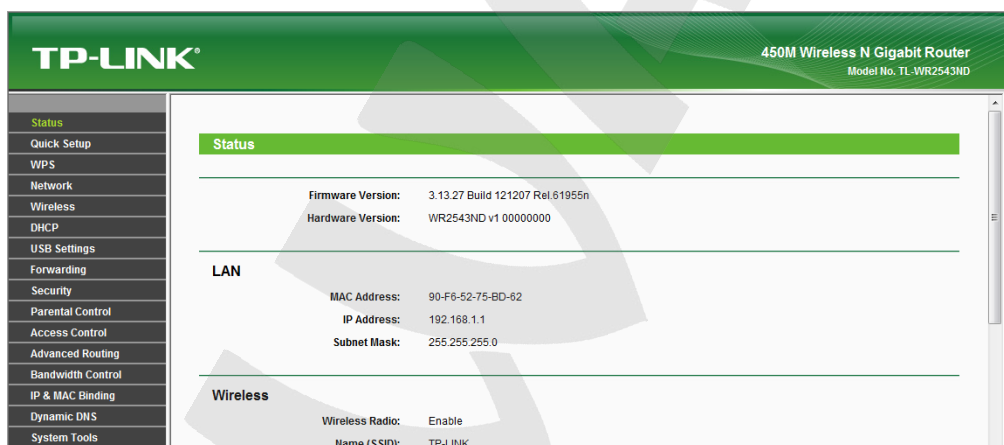 TP-LINK®
450M Wireless N Gigabit Router
Model No. TL-WR2543ND
Status
Quick Setup
WPS
Network
Wireless
DHCP
USB Settings
Forwarding
Security
Parental Control
Access Control
Advanced Routing
Bandwidth Control
IP & MAC Binding
Dynamic DNS
System Tools
Status
Firmware Version: 3.13.27 Build 121207 Rel.61955n
Hardware Version: WR2543ND v1 00000000
LAN
MAC Address: 90-F6-52-75-BD-62
IP Address: 192.168.1.1
Subnet Mask: 255.255.255.0
Wireless
Wireless Radio: Enable
Name (SSID): TP-LINK